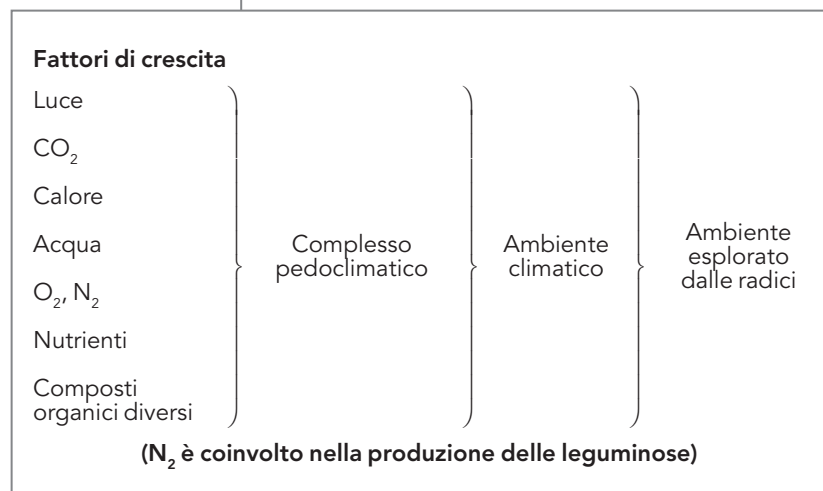 Fattori di crescita
Luce
CO₂
Calore
Acqua
O₂, N₂
Nutrienti
Composti
organici diversi
Complesso
pedoclimatico
Ambiente
climatico
Ambiente
esplorato
dalle radici
(N₂ è coinvolto nella produzione delle leguminose)